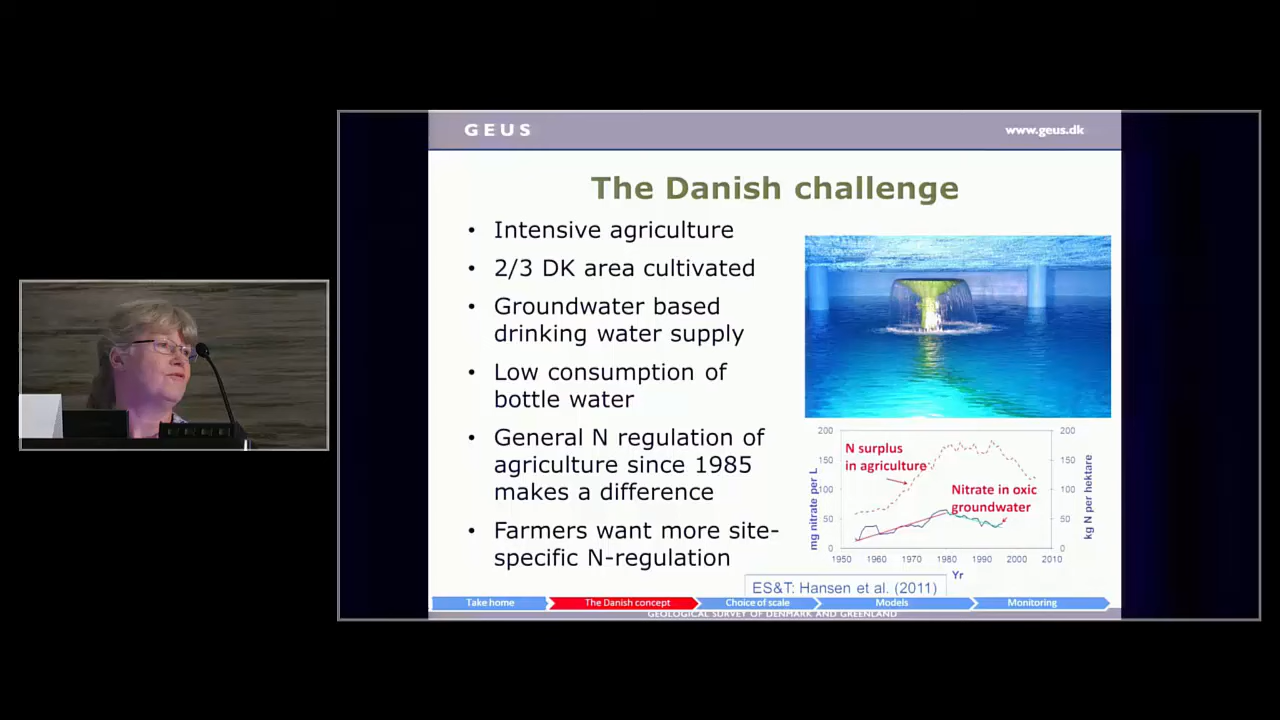 GEUS
www.geus.dk
The Danish challenge
• Intensive agriculture
• 2/3 DK area cultivated
• Groundwater based
drinking water supply
• Low consumption of
bottle water
• General N regulation of
agriculture since 1985
makes a difference
• Farmers want more site-
specific N-regulation
200
150
100
50
0
mg nitrate per L
N surplus
in agriculture
Nitrate in oxic
groundwater
200
150
100
50
0
kg N per hektare
1950 1960 1970 1980 1990 2000 2010
Yr
ES&T: Hansen et al. (2011)
Take home
The Danish concept
Choice of scale
Models
Monitoring
GEOLOGICAL SURVEY OF DENMARK AND GREENLAND